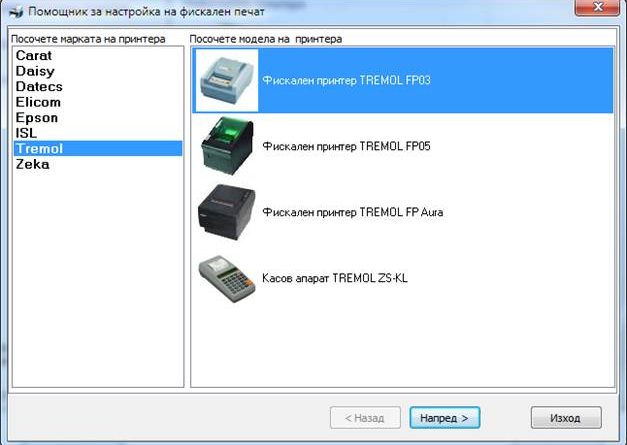 Помощник за настройка на фискален печат
Посочете марката на принтера
Carat
Daisy
Datecs
Elicom
Epson
ISL
Tremol
Zeka
Посочете модела на принтера
Фискален принтер TREMOL FP03
Фискален принтер TREMOL FP05
Фискален принтер TREMOL FP Aura
Касов апарат TREMOL ZS-KL
< Назад
Напред >
Изход